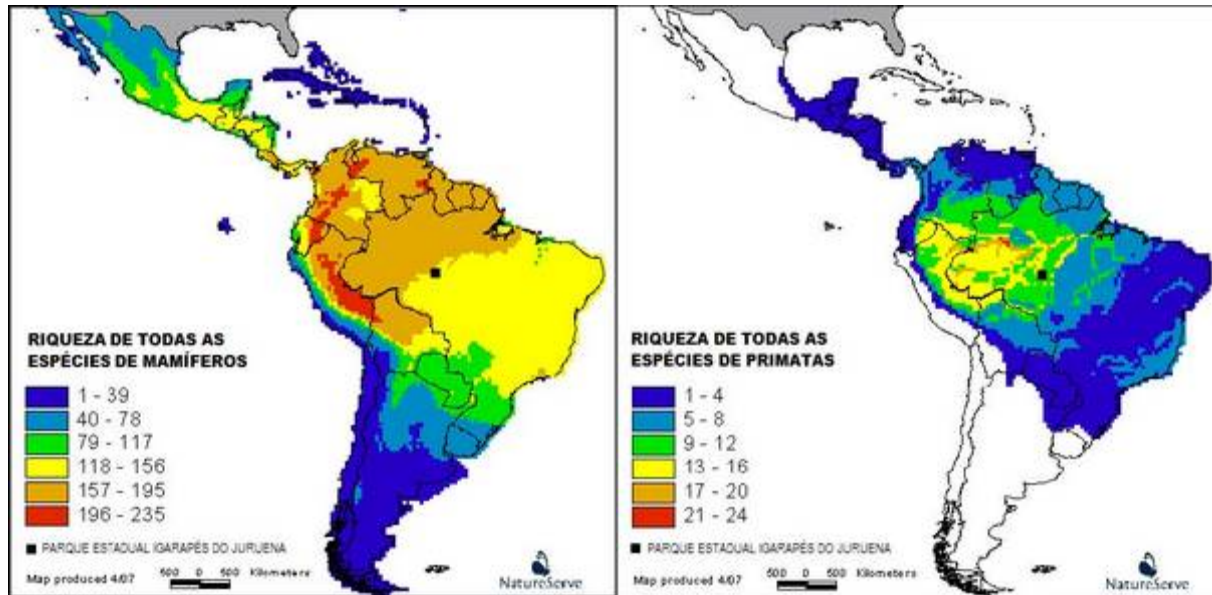 RIQUEZA DE TODAS AS
ESPÉCIES DE MAMÍFEROS
1 - 39
40 - 78
79 - 117
118 - 156
157 - 195
196 - 235
PARQUE ESTADUAL IGARAPÉS DO JURUENA
Map produced 4/07
500 0 500 Kilometers
NatureServe
RIQUEZA DE TODAS AS
ESPÉCIES DE PRIMATAS
1 - 4
5 - 8
9 - 12
13 - 16
17 - 20
21 - 24
PARQUE ESTADUAL IGARAPÉS DO JURUENA
Map produced 4/07
500 0 500 Kilometers
NatureServe